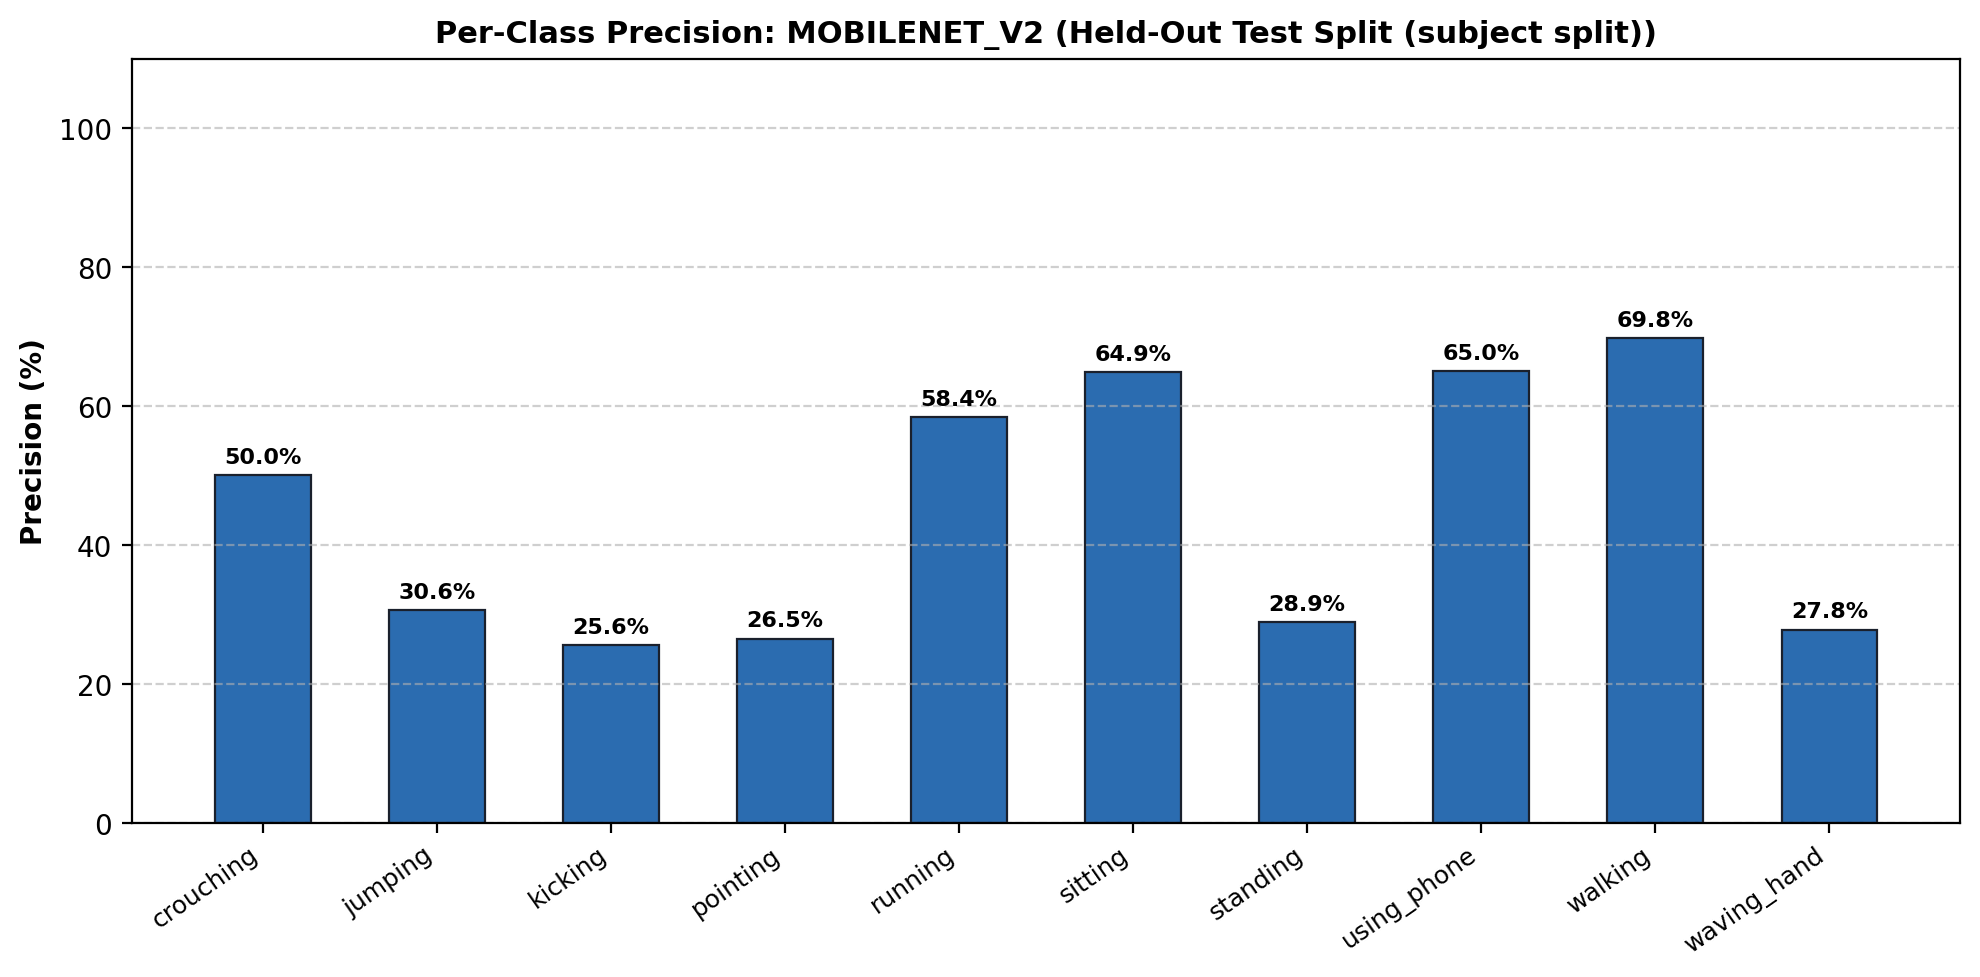 Per-Class Precision: MOBILENET_V2 (Held-Out Test Split (subject split))
Precision (%)
100
80
60
40
20
0
50.0%
30.6%
25.6%
26.5%
58.4%
64.9%
28.9%
65.0%
69.8%
27.8%
crouching
jumping
kicking
pointing
running
sitting
standing
using_phone
walking
waving_hand